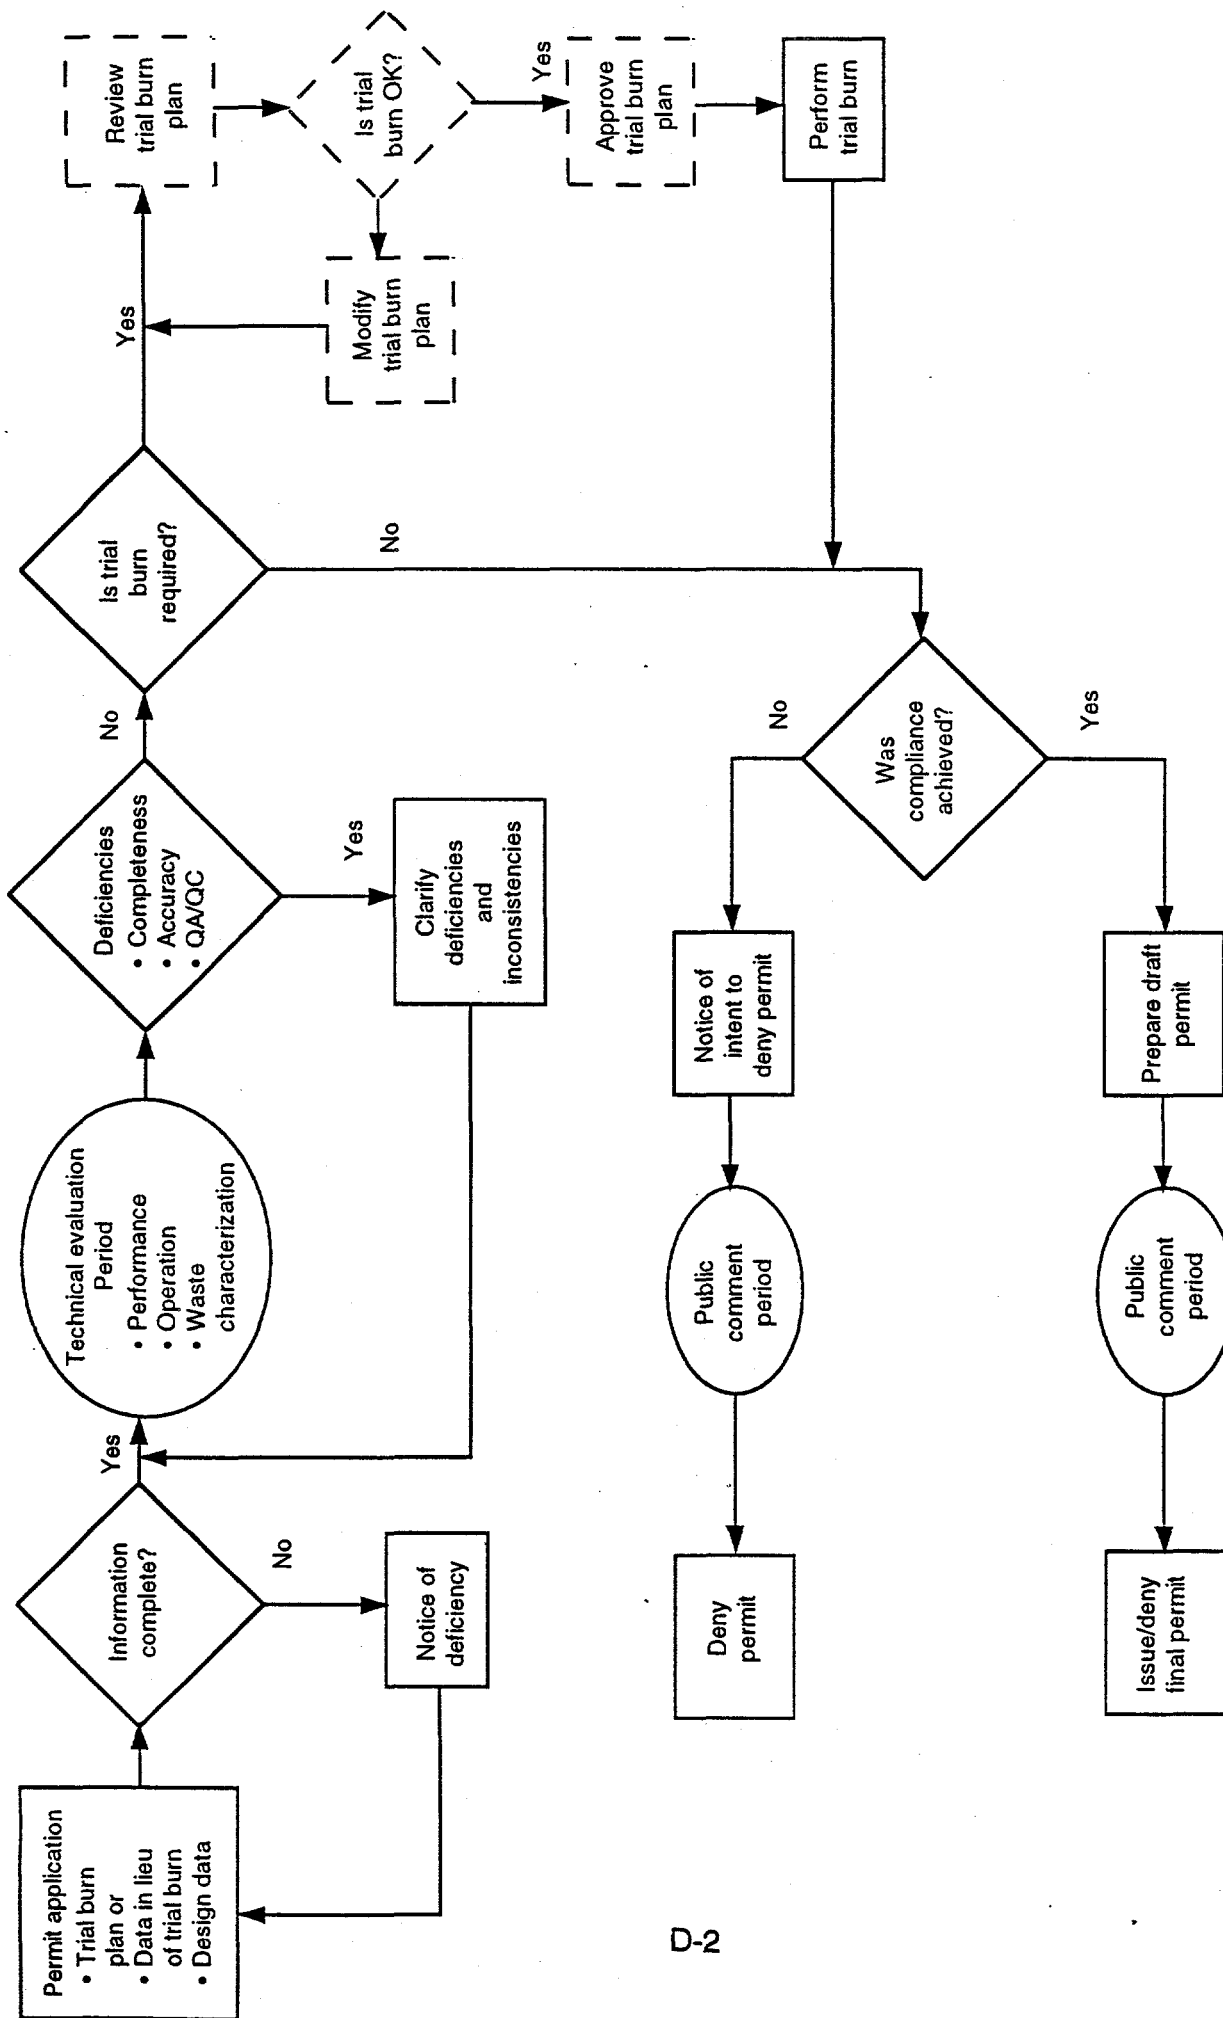 Permit application
• Trial burn
plan or
• Data in lieu
of trial burn
• Design data
Information
complete?
Yes
No
Notice of
deficiency
Technical evaluation
Period
• Performance
• Operation
• Waste
characterization
Deficiencies
• Completeness
• Accuracy
• QA/QC
No
Yes
Clarify
deficiencies
and
inconsistencies
Is trial
burn
required?
Yes
No
Review
trial burn
plan
Is trial
burn OK?
Modify
trial burn
plan
Yes
Approve
trial burn
plan
Perform
trial burn
Was
compliance
achieved?
No
Yes
Notice of
intent to
deny permit
Public
comment
period
Deny
permit
Prepare draft
permit
Public
comment
period
Issue/deny
final permit
D-2